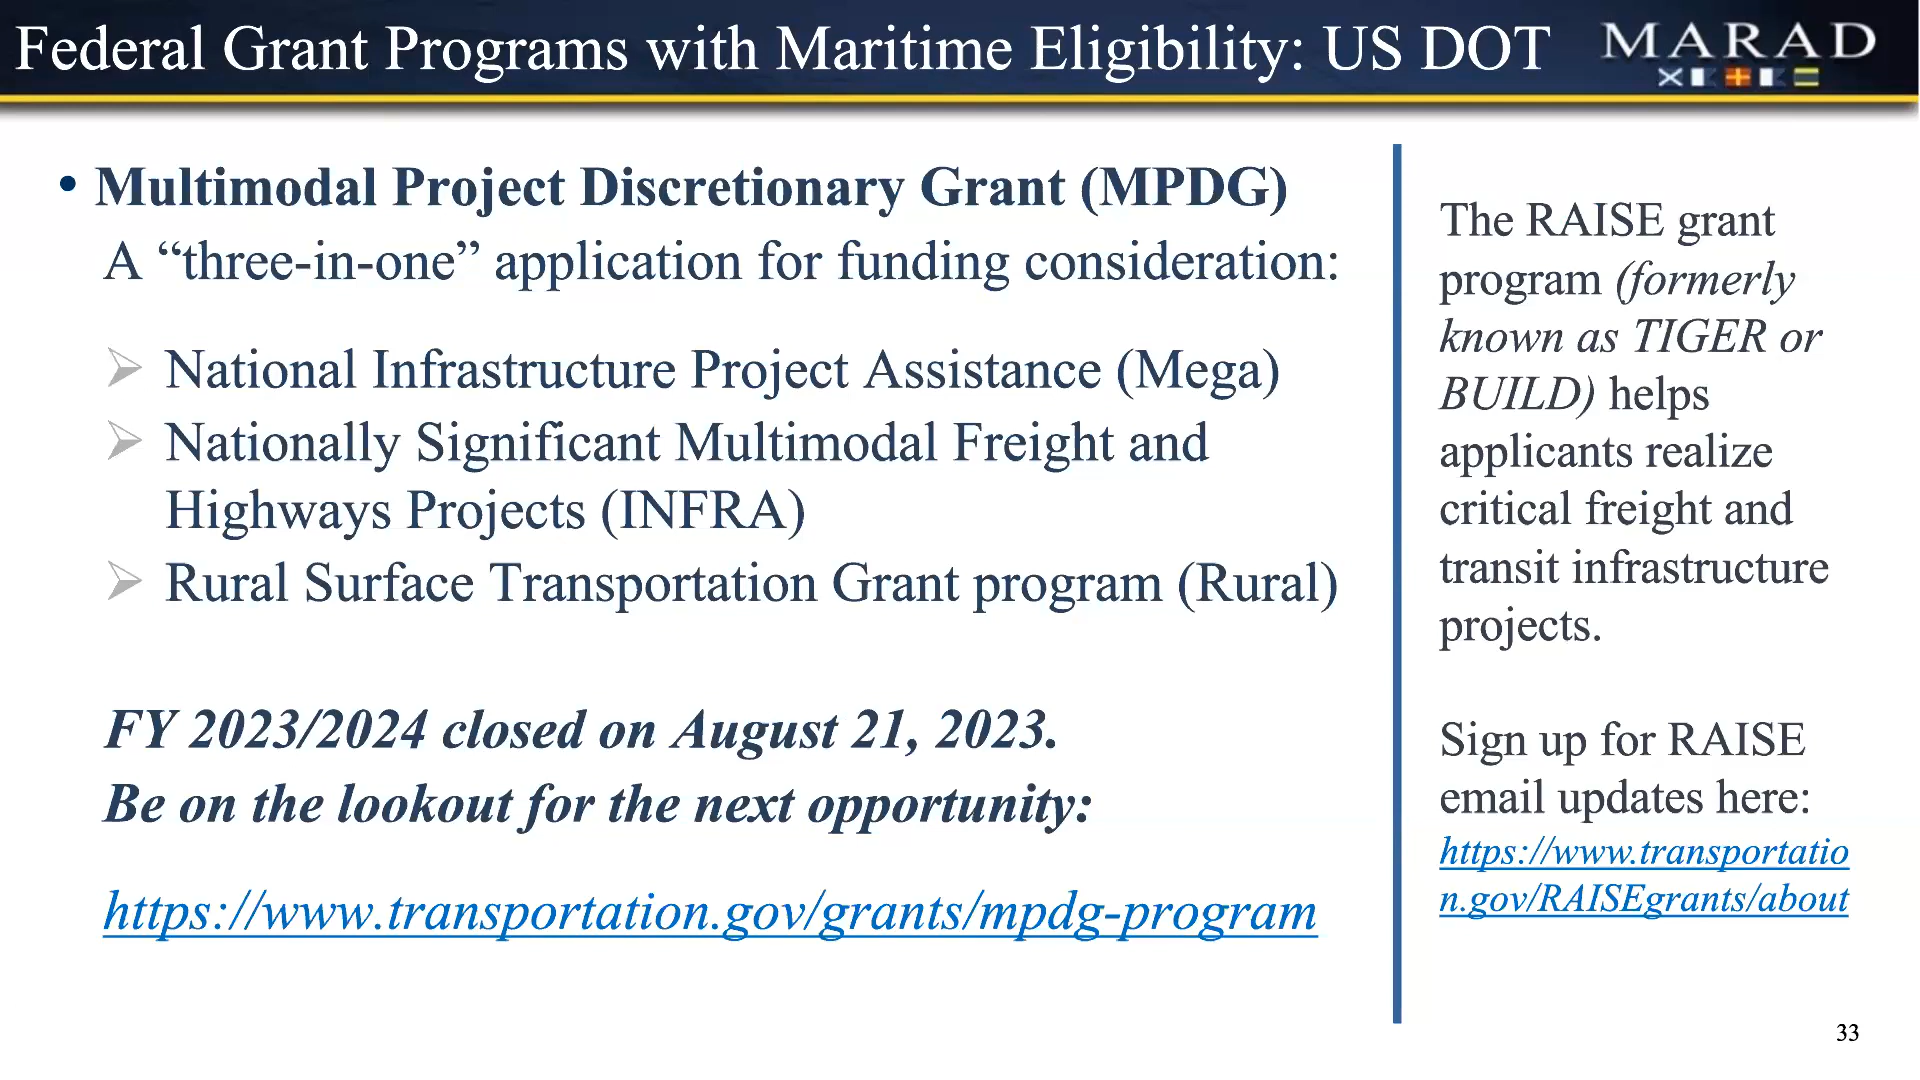 Federal Grant Programs with Maritime Eligibility: US DOT
MARAD
• Multimodal Project Discretionary Grant (MPDG)
A “three-in-one” application for funding consideration:
➢ National Infrastructure Project Assistance (Mega)
➢ Nationally Significant Multimodal Freight and
Highways Projects (INFRA)
➢ Rural Surface Transportation Grant program (Rural)
FY 2023/2024 closed on August 21, 2023.
Be on the lookout for the next opportunity:
https://www.transportation.gov/grants/mpdg-program
The RAISE grant
program (formerly
known as TIGER or
BUILD) helps
applicants realize
critical freight and
transit infrastructure
projects.
Sign up for RAISE
email updates here:
https://www.transportatio
n.gov/RAISEgrants/about
33